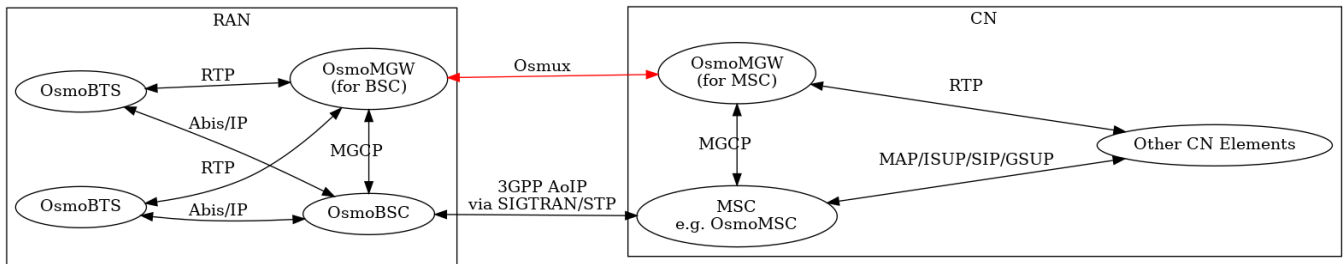 RAN
CN
OsmoBTS
RTP
OsmoMGW
(for BSC)
Osmux
OsmoMGW
(for MSC)
RTP
Abis/IP
MGCP
RTP
MGCP
MAP/ISUP/SIP/GSUP
Other CN Elements
OsmoBTS
Abis/IP
OsmoBSC
3GPP AoIP
via SIGTRAN/STP
MSC
e.g. OsmoMSC